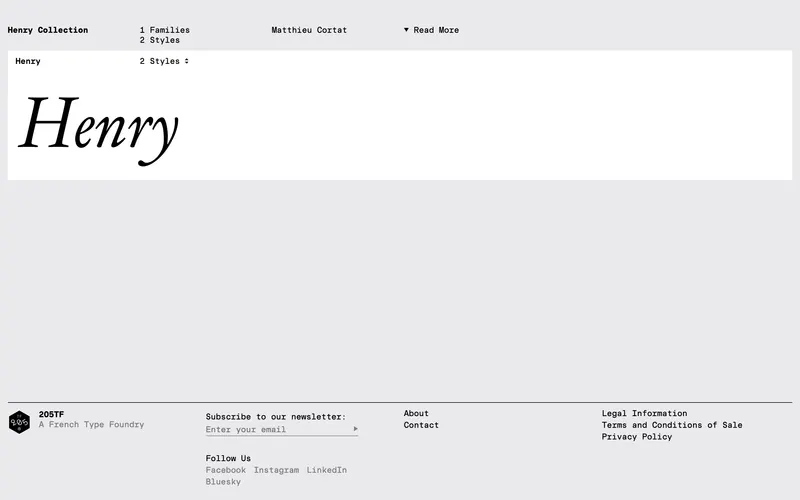 Henry Collection
1 Families
2 Styles
Matthieu Cortat
▼ Read More
Henry
2 Styles
Henry
205TF
A French Type Foundry
Subscribe to our newsletter:
Enter your email
Follow Us
Facebook Instagram LinkedIn
Bluesky
About
Contact
Legal Information
Terms and Conditions of Sale
Privacy Policy